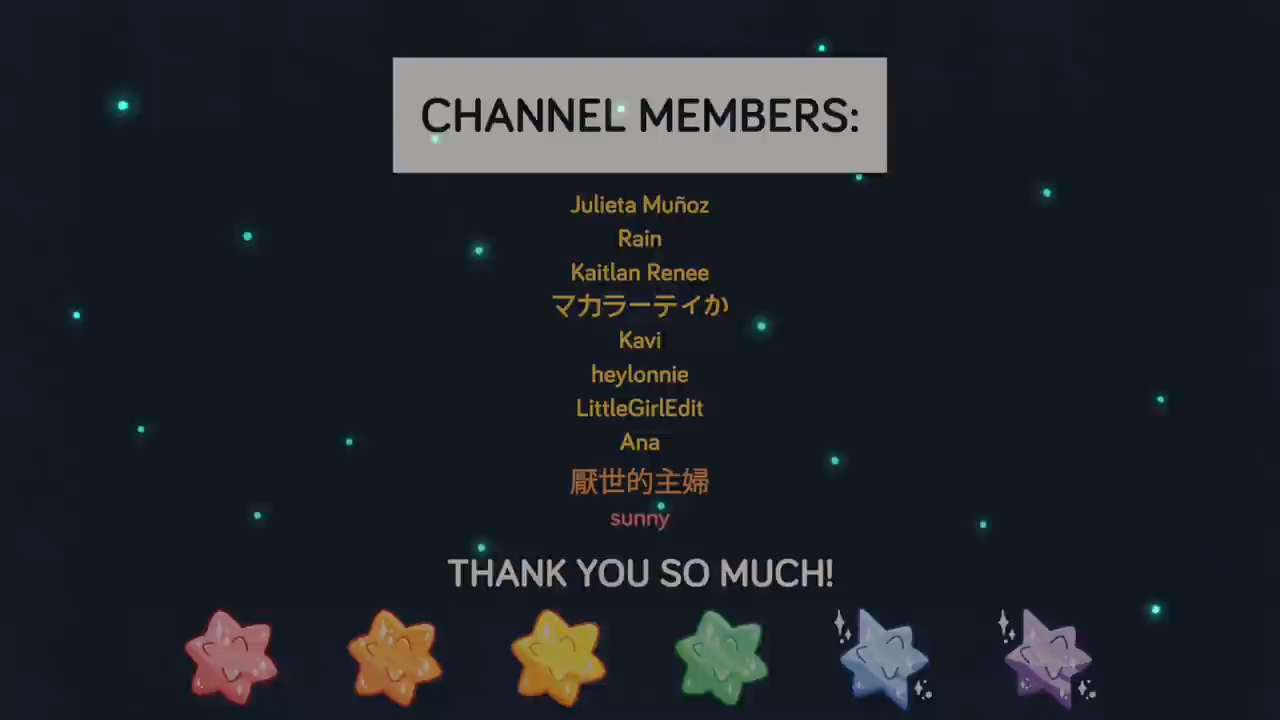 CHANNEL MEMBERS:
Julieta Muñoz
Rain
Kaitlan Renee
マカラーティか
Kavi
heylonnie
LittleGirlEdit
Ana
厭世的主婦
sunny
THANK YOU SO MUCH!